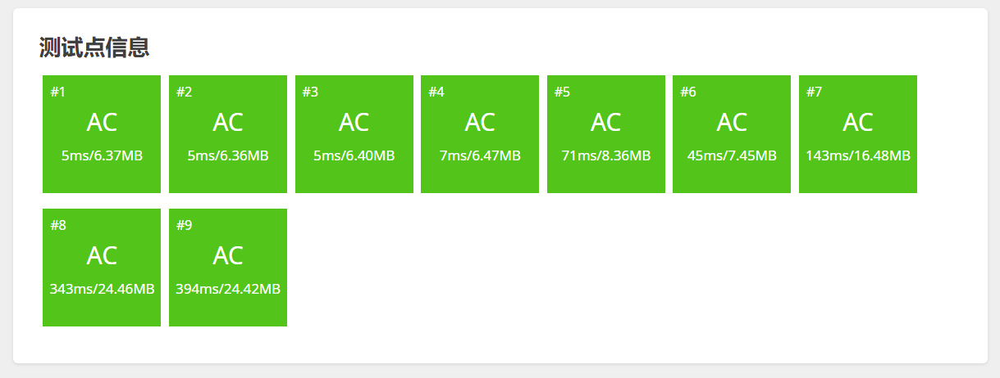 测试点信息
#1 #2 #3 #4 #5 #6 #7
AC AC AC AC AC AC AC
5ms/6.37MB 5ms/6.36MB 5ms/6.40MB 7ms/6.47MB 71ms/8.36MB 45ms/7.45MB 143ms/16.48MB
#8 #9
AC AC
343ms/24.46MB 394ms/24.42MB